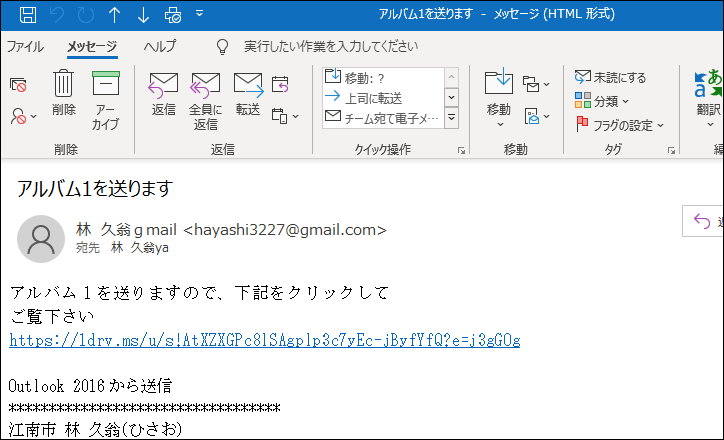 アルバム1を送ります - メッセージ (HTML 形式)
ファイル メッセージ ヘルプ 実行したい作業を入力してください
削除 アーカイブ 返信 全員に返信 転送 移動: ? 上司に転送 チーム宛て電子メ… 移動 未読にする 分類 フラグの設定 翻訳
削除 返信 クイック操作 移動 タグ
アルバム1を送ります
林 久翁gmail <hayashi3227@gmail.com>
宛先 林 久翁ya
アルバム1を送りますので、下記をクリックして
ご覧下さい
https://1drv.ms/u/s!AtXZXGPc8lSAgplp3c7yEc-jByfYfQ?e=j3gGOg
Outlook 2016から送信
**********************************
江南市 林 久翁(ひさお)